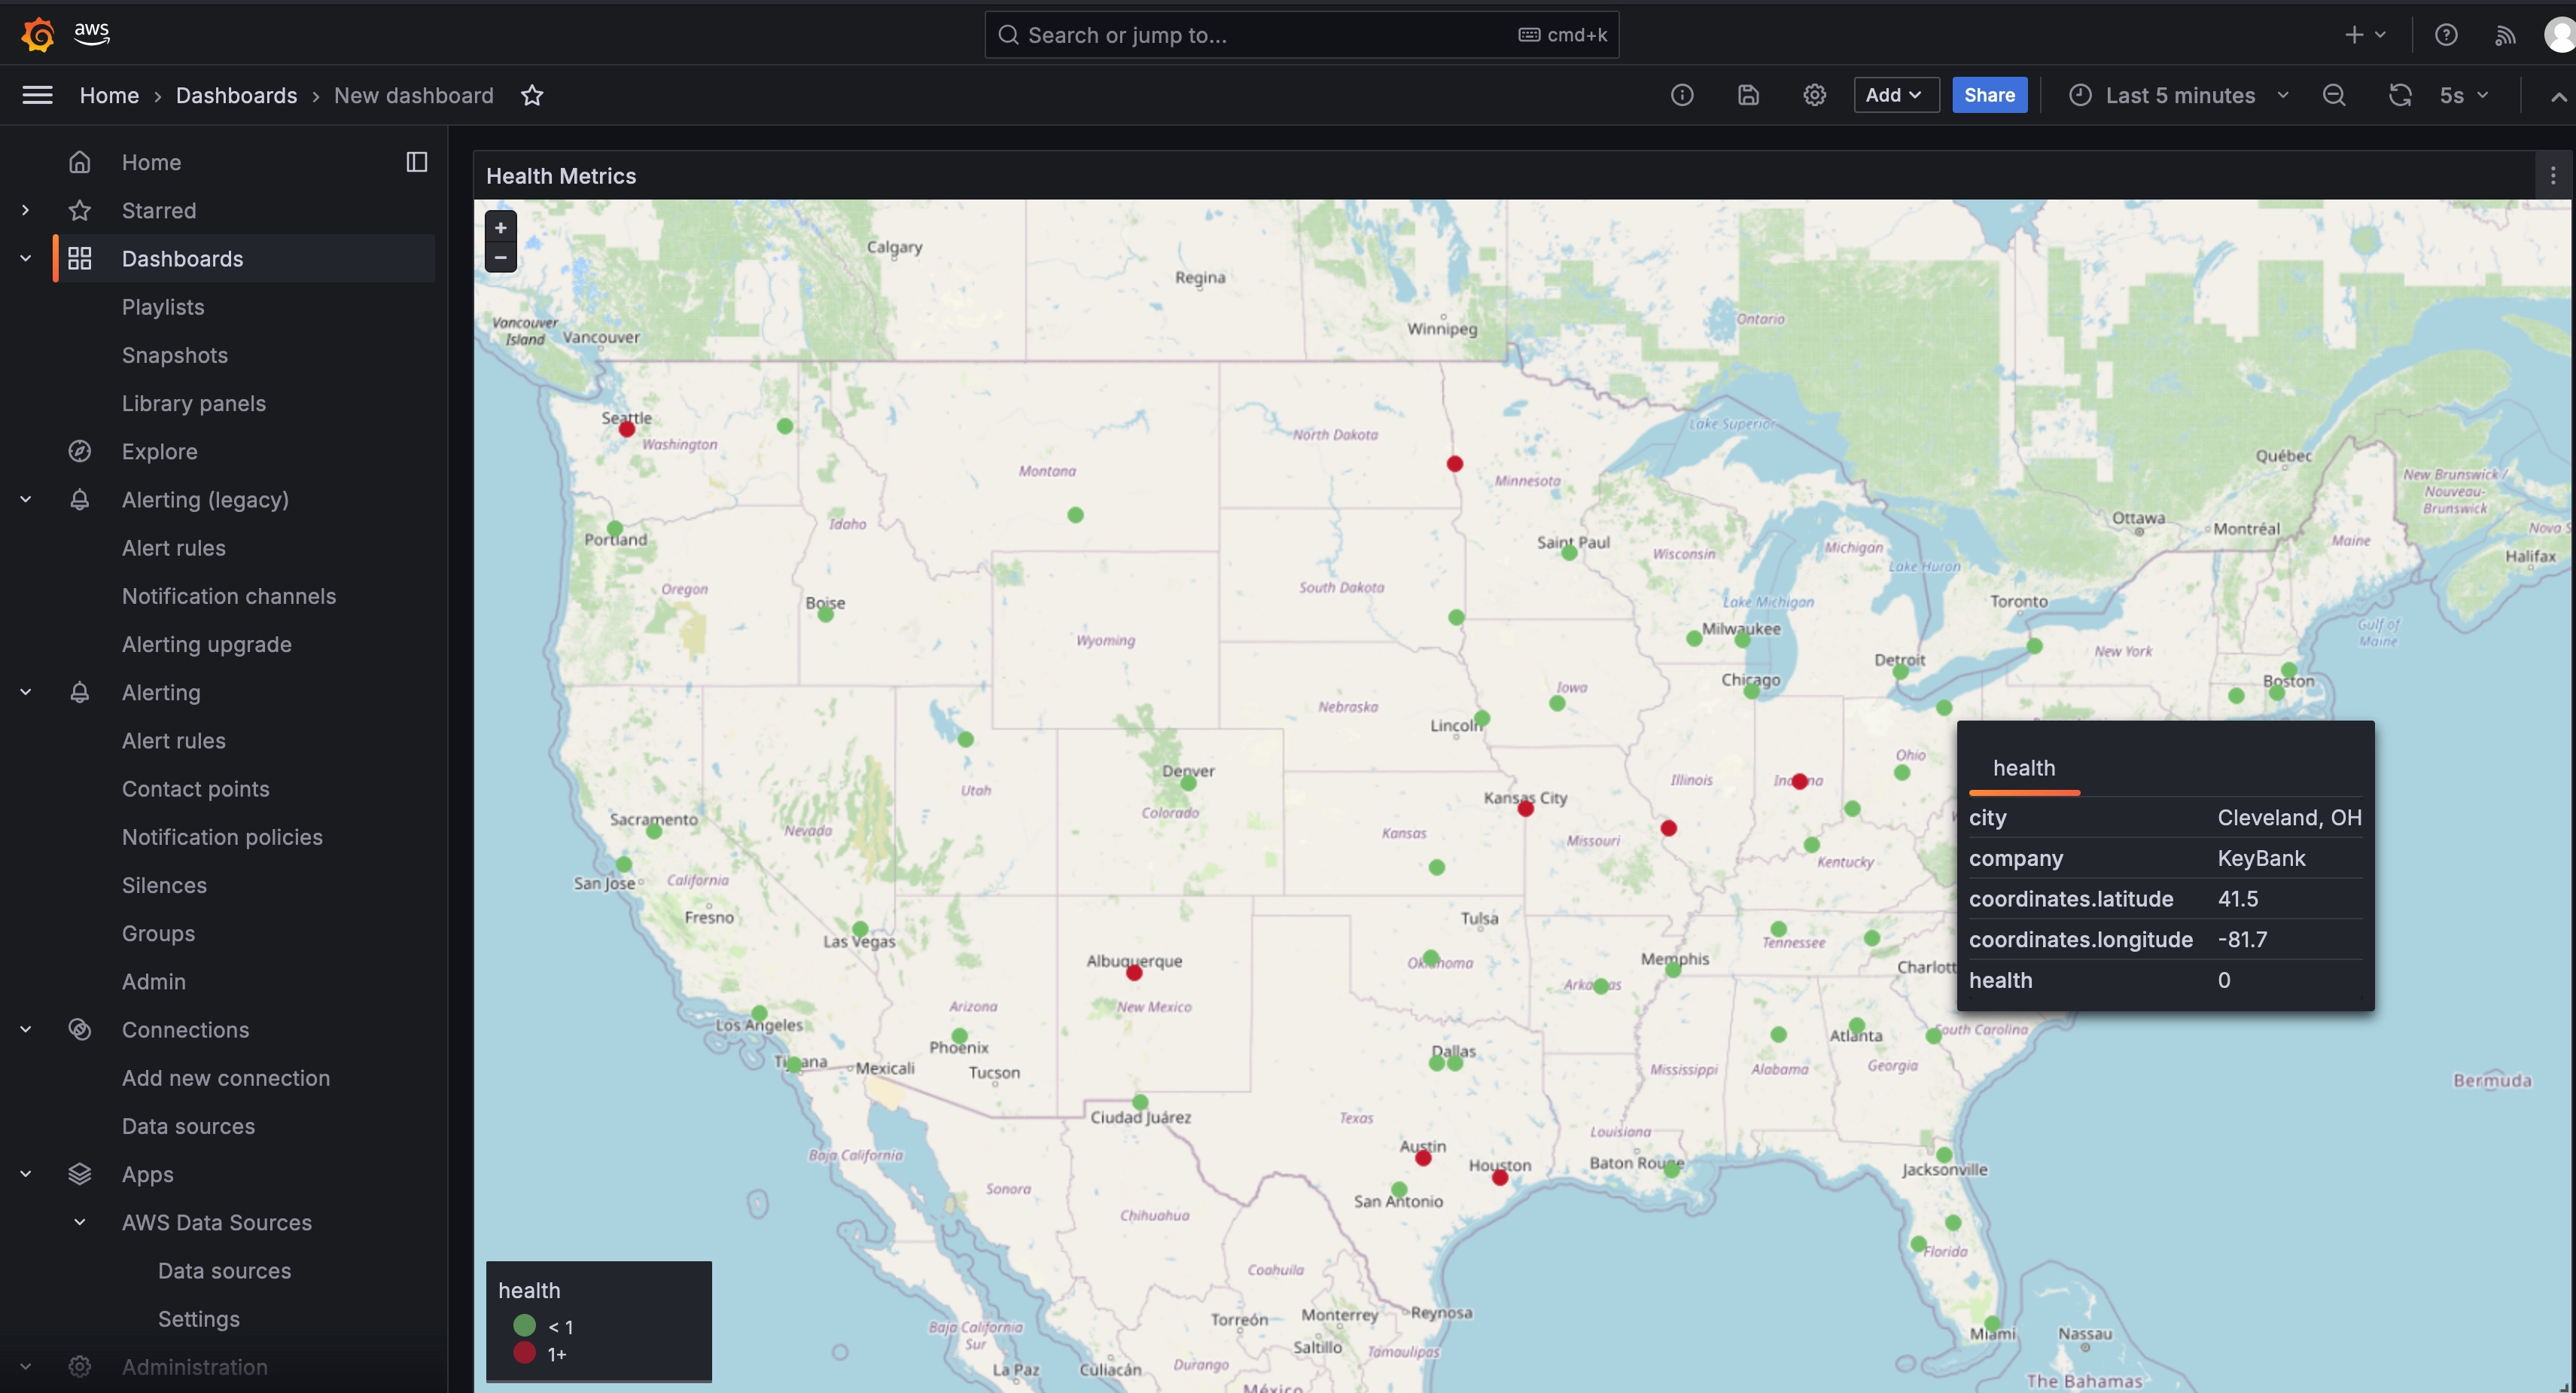 aws
Search or jump to...
cmd+k
Home
Dashboards
New dashboard
Add
Share
Last 5 minutes
5s
Home
Starred
Dashboards
Playlists
Snapshots
Library panels
Explore
Alerting (legacy)
Alert rules
Notification channels
Alerting upgrade
Alerting
Alert rules
Contact points
Notification policies
Silences
Groups
Admin
Connections
Add new connection
Data sources
Apps
AWS Data Sources
Data sources
Settings
Administration
Health Metrics
+
−
Calgary
Regina
Winnipeg
Vancouver
Island
Vancouver
Ontario
Seattle
Washington
North Dakota
Montana
Minnesota
Lake Superior
Québec
New Brunswick /
Nouveau-
Brunswick
Ottawa
Montréal
Nova S
Maine
Halifax
Portland
Idaho
Saint Paul
Wisconsin
Michigan
Lake Huron
Oregon
Boise
South Dakota
Lake Michigan
Toronto
Milwaukee
Gulf of
Maine
Wyoming
Detroit
New York
Chicago
Boston
Iowa
Nebraska
Lincoln
Ohio
Denver
Utah
Colorado
Illinois
Kansas City
Sacramento
Nevada
Kansas
Missouri
Kentucky
San Jose
California
Fresno
Las Vegas
Tulsa
Tennessee
Albuquerque
Memphis
Charlott
Arizona
New Mexico
Los Angeles
Phoenix
Dallas
Atlanta
South Carolina
Mexicali
Tucson
Mississippi
Alabama
Georgia
Bermuda
Ciudad Juárez
Texas
Louisiana
Austin
Baja California
Houston
Baton Rouge
Jacksonville
Sonora
San Antonio
Chihuahua
Florida
Coahuila
Torreón
Monterrey
Reynosa
Baja California
Sur
Saltillo
Tamaulipas
Miami
Nassau
La Paz
Culiacán
Durango
México
The Bahamas
health
city Cleveland, OH
company KeyBank
coordinates.latitude 41.5
coordinates.longitude -81.7
health 0
health
< 1
1+